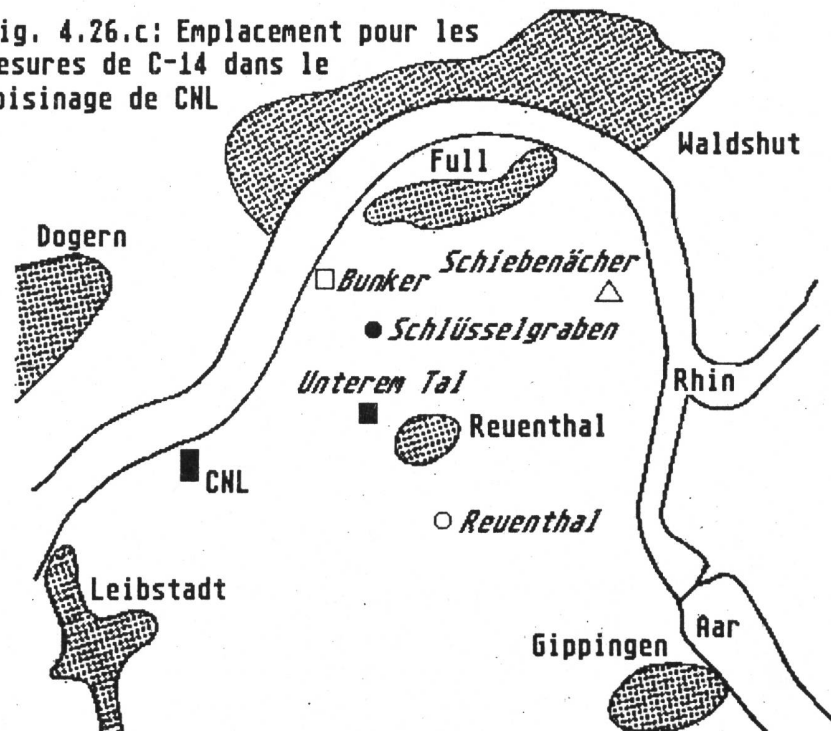 ig. 4.26.c: Emplacement pour les
esures de C-14 dans le
oisinage de CNL
Waldshut
Full
Dogern
Schiebenächer
Bunker
Schlüsselgraben
Unterem Tal
Rhin
Reuenthal
CNL
Reuenthal
Leibstadt
Gippingen
Aar